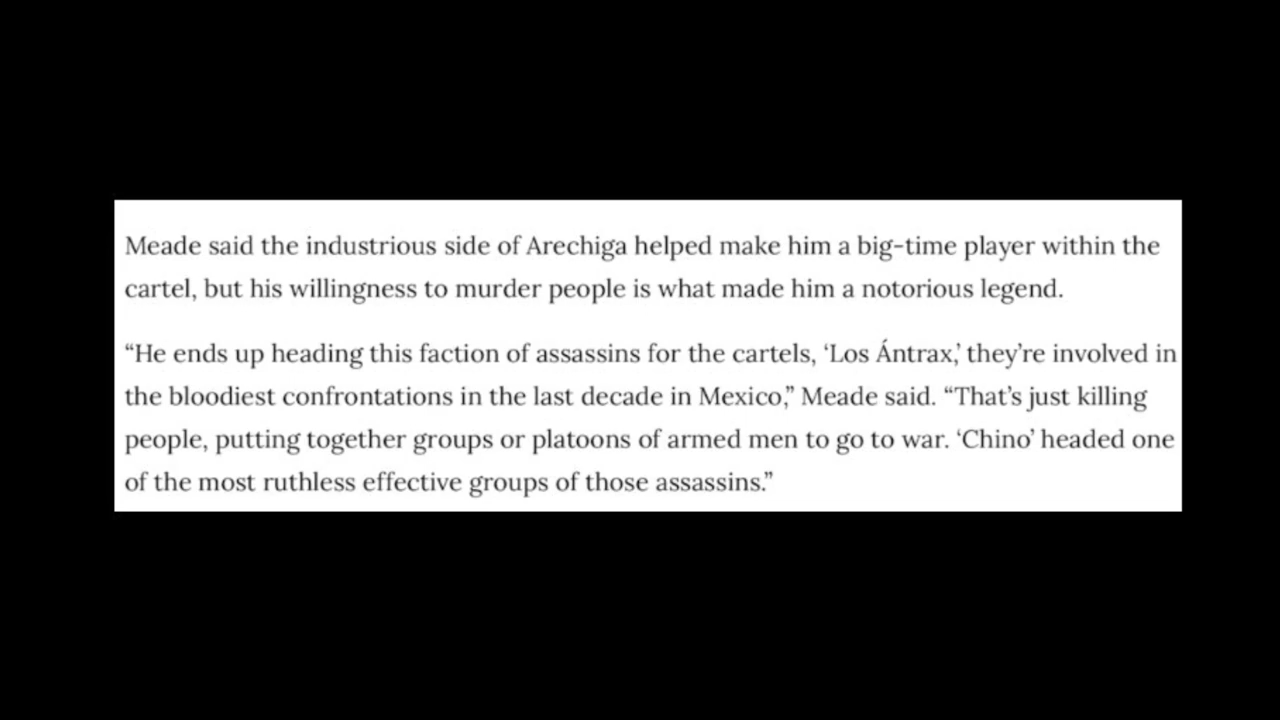 Meade said the industrious side of Arechiga helped make him a big-time player within the
cartel, but his willingness to murder people is what made him a notorious legend.
“He ends up heading this faction of assassins for the cartels, ‘Los Ántrax,’ they’re involved in
the bloodiest confrontations in the last decade in Mexico,” Meade said. “That’s just killing
people, putting together groups or platoons of armed men to go to war. ‘Chino’ headed one
of the most ruthless effective groups of those assassins.”